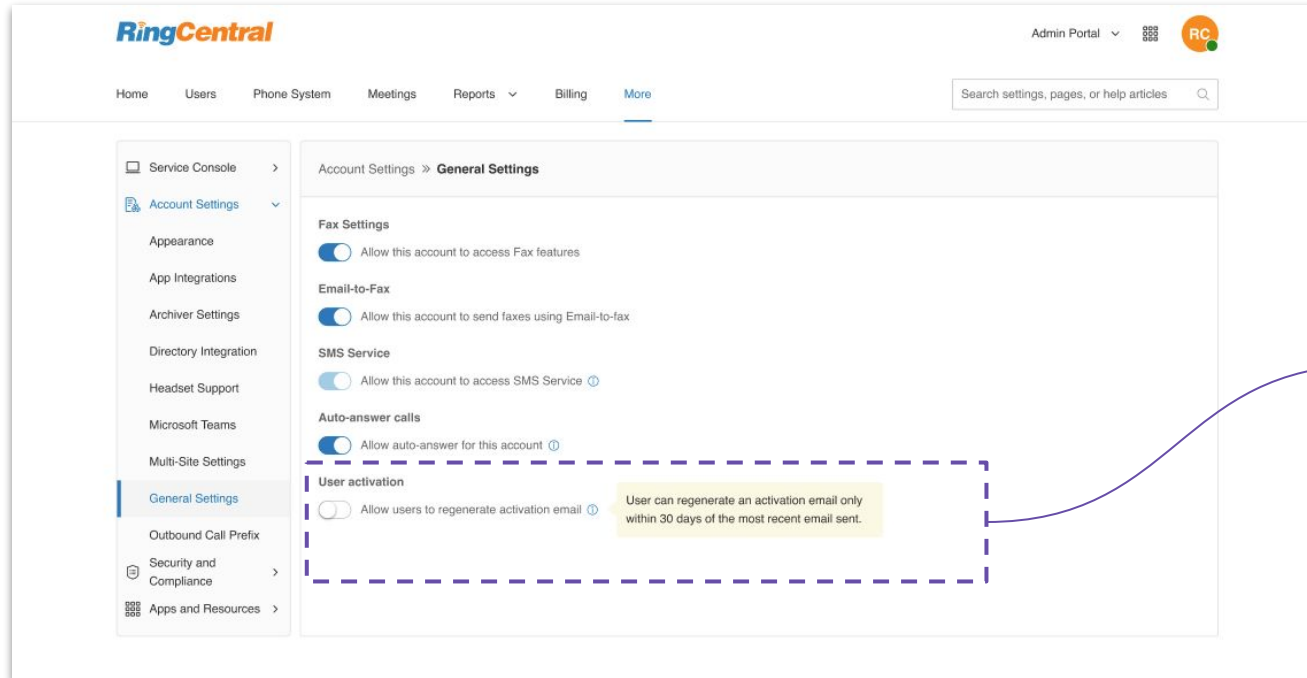 RingCentral
Admin Portal
RC
Home Users Phone System Meetings Reports Billing More
Search settings, pages, or help articles
Service Console
Account Settings
Appearance
App Integrations
Archiver Settings
Directory Integration
Headset Support
Microsoft Teams
Multi-Site Settings
General Settings
Outbound Call Prefix
Security and
Compliance
Apps and Resources
Account Settings » General Settings
Fax Settings
Allow this account to access Fax features
Email-to-Fax
Allow this account to send faxes using Email-to-fax
SMS Service
Allow this account to access SMS Service
Auto-answer calls
Allow auto-answer for this account
User activation
Allow users to regenerate activation email
User can regenerate an activation email only
within 30 days of the most recent email sent.